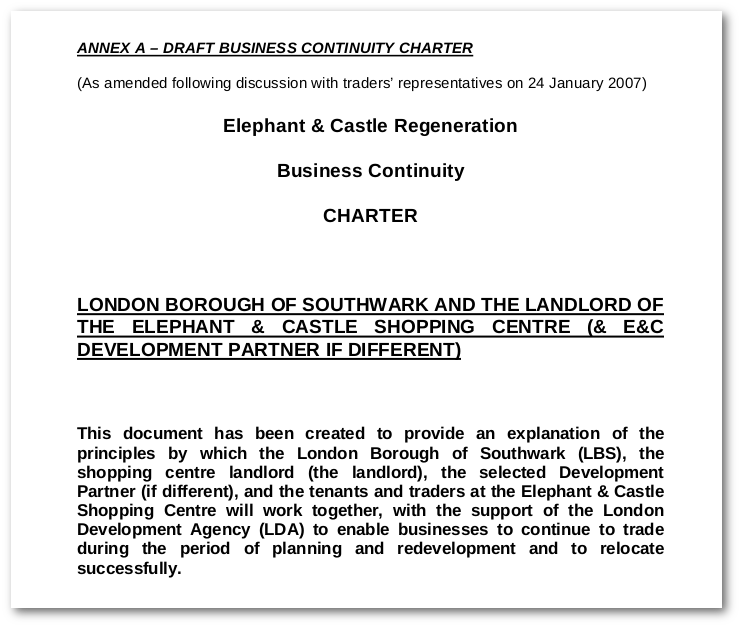 ANNEX A – DRAFT BUSINESS CONTINUITY CHARTER
(As amended following discussion with traders’ representatives on 24 January 2007)
Elephant & Castle Regeneration
Business Continuity
CHARTER
LONDON BOROUGH OF SOUTHWARK AND THE LANDLORD OF
THE ELEPHANT & CASTLE SHOPPING CENTRE (& E&C
DEVELOPMENT PARTNER IF DIFFERENT)
This document has been created to provide an explanation of the
principles by which the London Borough of Southwark (LBS), the
shopping centre landlord (the landlord), the selected Development
Partner (if different), and the tenants and traders at the Elephant & Castle
Shopping Centre will work together, with the support of the London
Development Agency (LDA) to enable businesses to continue to trade
during the period of planning and redevelopment and to relocate
successfully.